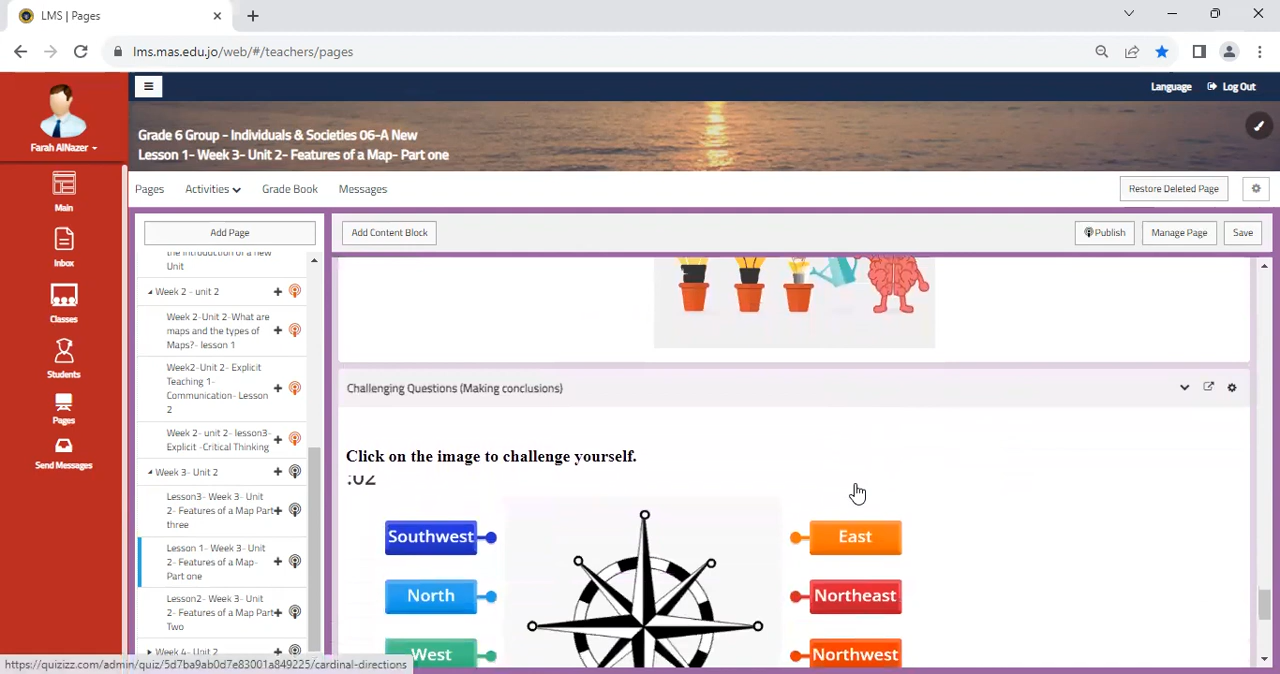 LMS | Pages
lms.mas.edu.jo/web/#/teachers/pages
Language
Log Out
Grade 6 Group - Individuals & Societies 06-A New
Lesson 1- Week 3- Unit 2- Features of a Map- Part one
Farah AlNazer
Pages
Activities
Grade Book
Messages
Restore Deleted Page
Main
Inbox
Classes
Students
Pages
Send Messages
Add Page
the introduction of a new
Unit
Week 2 - unit 2
Week 2-Unit 2-What are
maps and the types of
Maps?- lesson 1
Week2-Unit 2- Explicit
Teaching 1-
Communication- Lesson
2
Week 2- unit 2- lesson3-
Explicit -Critical Thinking
Week 3- Unit 2
Lesson3- Week 3- Unit
2- Features of a Map Part
three
Lesson 1- Week 3- Unit
2- Features of a Map-
Part one
Lesson2- Week 3- Unit
2- Features of a Map Part
Two
Week 4- Unit 2
Add Content Block
Publish
Manage Page
Save
Challenging Questions (Making conclusions)
Click on the image to challenge yourself.
:02
Southwest
East
North
Northeast
West
Northwest
https://quizizz.com/admin/quiz/5d7ba9ab0d7e83001a849225/cardinal-directions